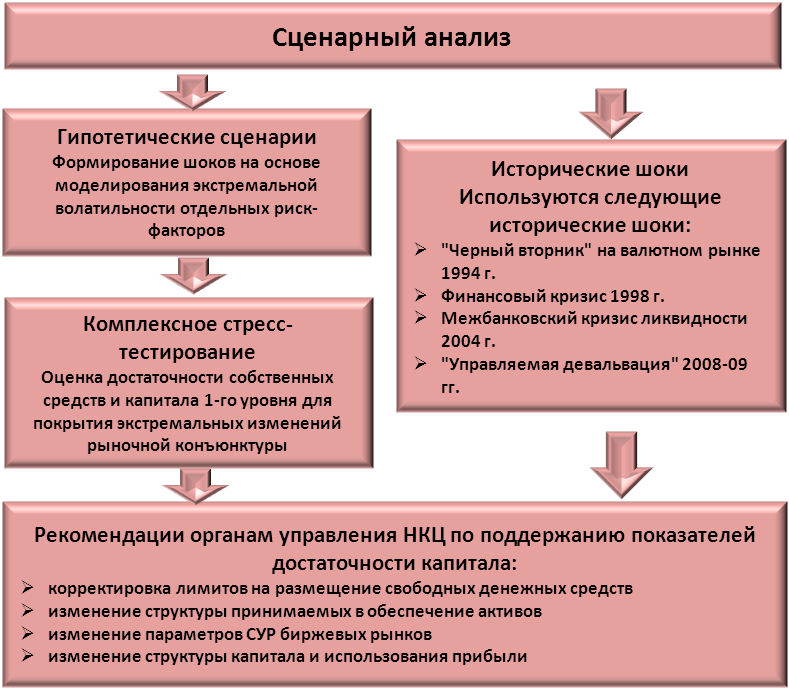 Сценарный анализ
Гипотетические сценарии
Формирование шоков на основе
моделирования экстремальной
волатильности отдельных риск-
факторов
Комплексное стресс-
тестирование
Оценка достаточности собственных
средств и капитала 1-го уровня для
покрытия экстремальных изменений
рыночной конъюнктуры
Исторические шоки
Используются следующие
исторические шоки:
"Черный вторник" на валютном рынке
1994 г.
Финансовый кризис 1998 г.
Межбанковский кризис ликвидности
2004 г.
"Управляемая девальвация" 2008-09
гг.
Рекомендации органам управления НКЦ по поддержанию показателей
достаточности капитала:
корректировка лимитов на размещение свободных денежных средств
изменение структуры принимаемых в обеспечение активов
изменение параметров СУР биржевых рынков
изменение структуры капитала и использования прибыли